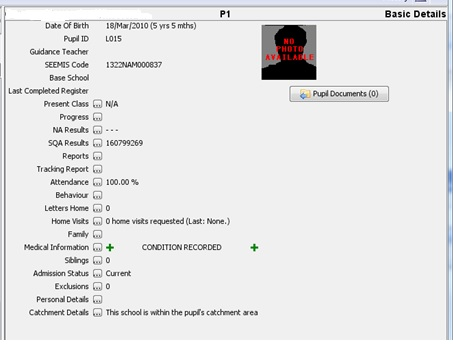 P1 Basic Details
Date Of Birth 18/Mar/2010 (5 yrs 5 mths)
NO PHOTO AVAILABLE
Pupil ID L015
Guidance Teacher
SEEMIS Code 1322NAM000837
Base School
Last Completed Register
Pupil Documents (0)
Present Class ... N/A
Progress ...
NA Results ... - - -
SQA Results ... 160799269
Reports ...
Tracking Report ...
Attendance ... 100.00 %
Behaviour ...
Letters Home ... 0
Home Visits ... 0 home visits requested (Last: None.)
Family ...
Medical Information ... CONDITION RECORDED
Siblings ... 0
Admission Status ... Current
Exclusions ... 0
Personal Details ...
Catchment Details ... This school is within the pupil's catchment area